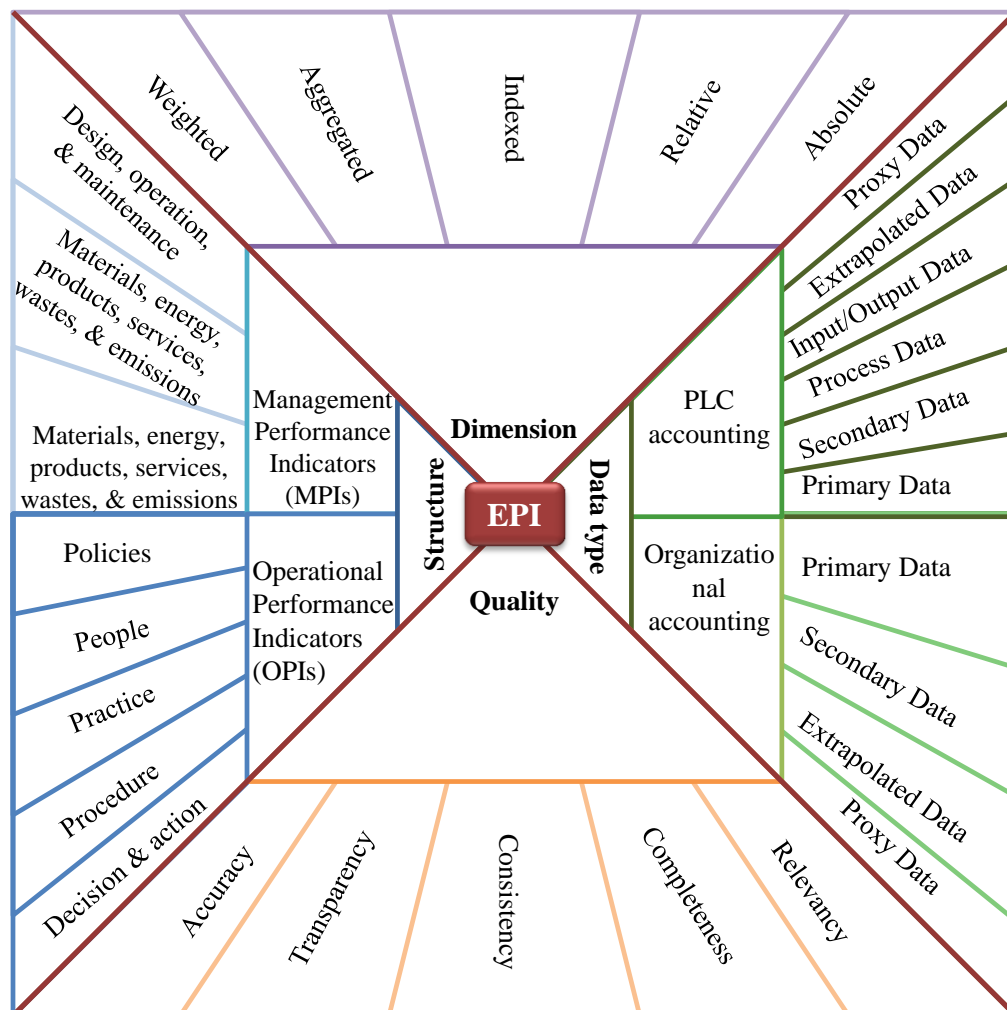 Weighted
Aggregated
Indexed
Relative
Absolute
Design, operation,
& maintenance
Materials, energy,
products, services,
wastes, & emissions
Materials, energy,
products, services,
wastes, & emissions
Management
Performance
Indicators
(MPIs)
Structure
Dimension
EPI
Quality
Data type
PLC
accounting
Proxy Data
Extrapolated Data
Input/Output Data
Process Data
Secondary Data
Primary Data
Policies
People
Practice
Procedure
Decision & action
Operational
Performance
Indicators
(OPIs)
Organizatio
nal
accounting
Primary Data
Secondary Data
Extrapolated Data
Proxy Data
Accuracy
Transparency
Consistency
Completeness
Relevancy